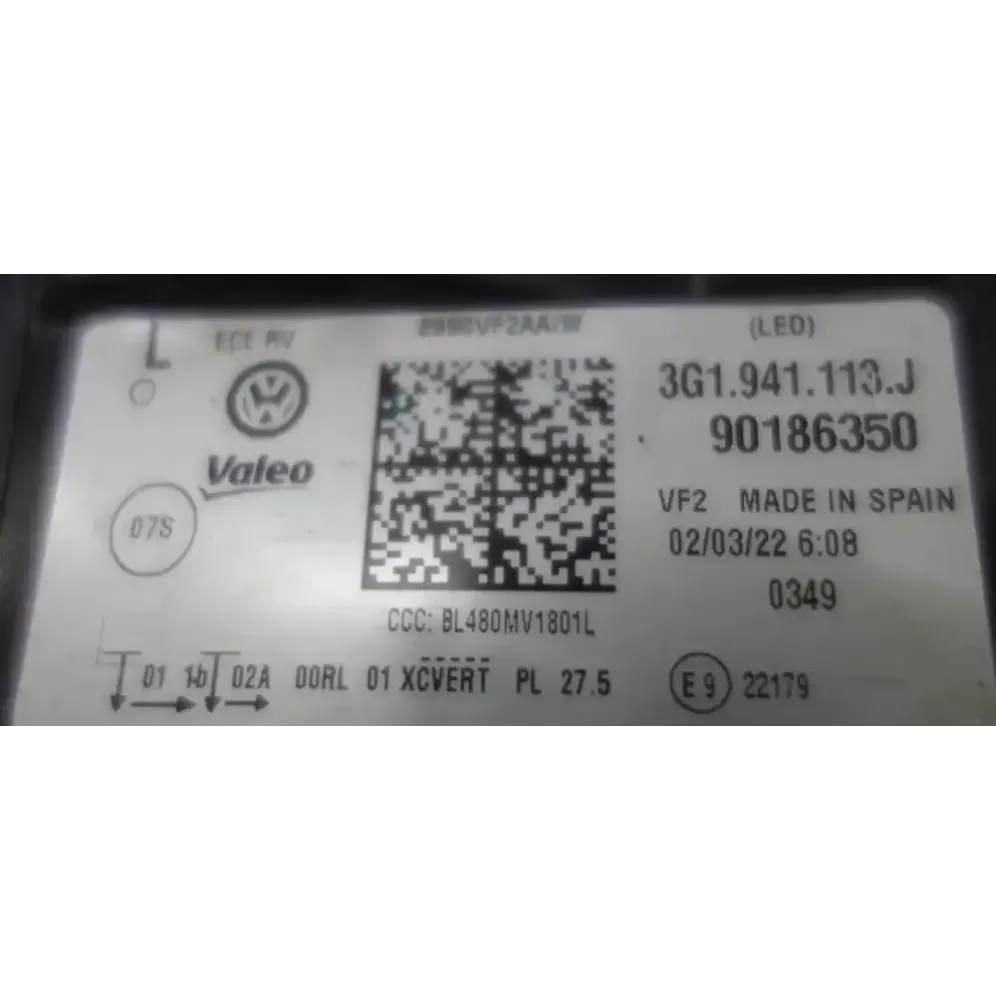 L ECE RV
(LED)
3G1.941.113.J
90186350
Valeo
07S
VF2 MADE IN SPAIN
02/03/22 6:08
0349
CCC: BL480MV1801L
01 1b 02A 00RL 01 XCVERT PL 27.5 E9 22179